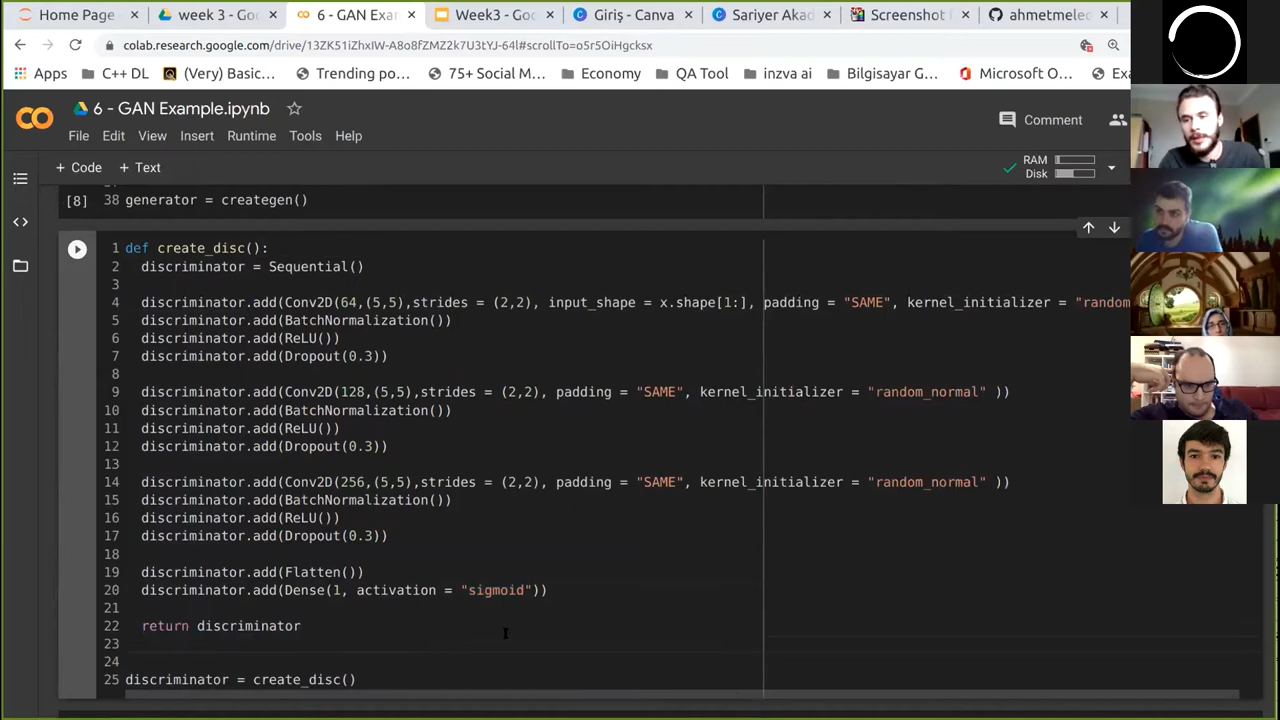 Home Page
week 3 - Goo
6 - GAN Exam
Week3 - Goo
Giriş - Canva
Sariyer Akad
Screenshot f
ahmetmelec
colab.research.google.com/drive/13ZK51iZhxIW-A8o8fZMZ2k7U3tYJ-64l#scrollTo=o5r5OiHgcksx
Apps
C++ DL
(Very) Basic...
Trending po...
75+ Social M...
Economy
QA Tool
inzva ai
Bilgisayar G...
Microsoft O...
Exa
CO
6 - GAN Example.ipynb
File Edit View Insert Runtime Tools Help
Comment
+ Code + Text
RAM
Disk
[8] 38 generator = creategen()
1 def create_disc():
2 discriminator = Sequential()
3
4 discriminator.add(Conv2D(64,(5,5),strides = (2,2), input_shape = x.shape[1:], padding = "SAME", kernel_initializer = "random
5 discriminator.add(BatchNormalization())
6 discriminator.add(ReLU())
7 discriminator.add(Dropout(0.3))
8
9 discriminator.add(Conv2D(128,(5,5),strides = (2,2), padding = "SAME", kernel_initializer = "random_normal" ))
10 discriminator.add(BatchNormalization())
11 discriminator.add(ReLU())
12 discriminator.add(Dropout(0.3))
13
14 discriminator.add(Conv2D(256,(5,5),strides = (2,2), padding = "SAME", kernel_initializer = "random_normal" ))
15 discriminator.add(BatchNormalization())
16 discriminator.add(ReLU())
17 discriminator.add(Dropout(0.3))
18
19 discriminator.add(Flatten())
20 discriminator.add(Dense(1, activation = "sigmoid"))
21
22 return discriminator
23
24
25 discriminator = create_disc()